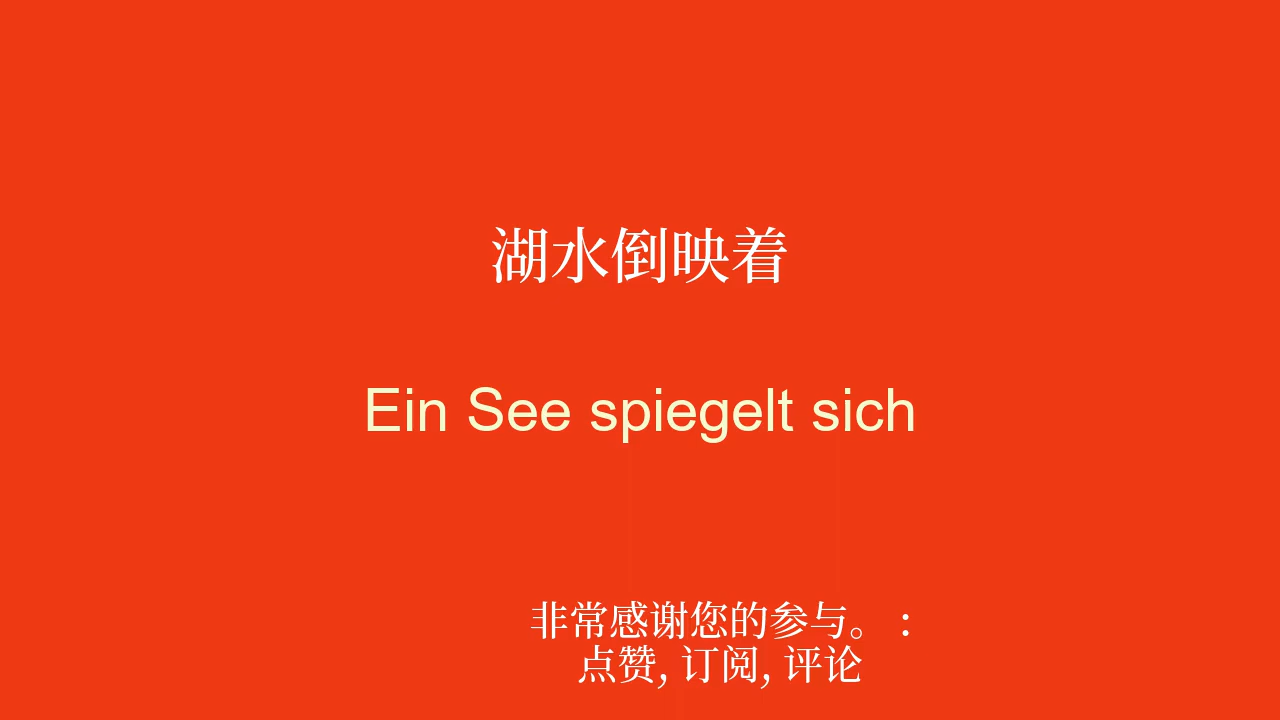 湖水倒映着
Ein See spiegelt sich
非常感谢您的参与。 :
点赞, 订阅, 评论